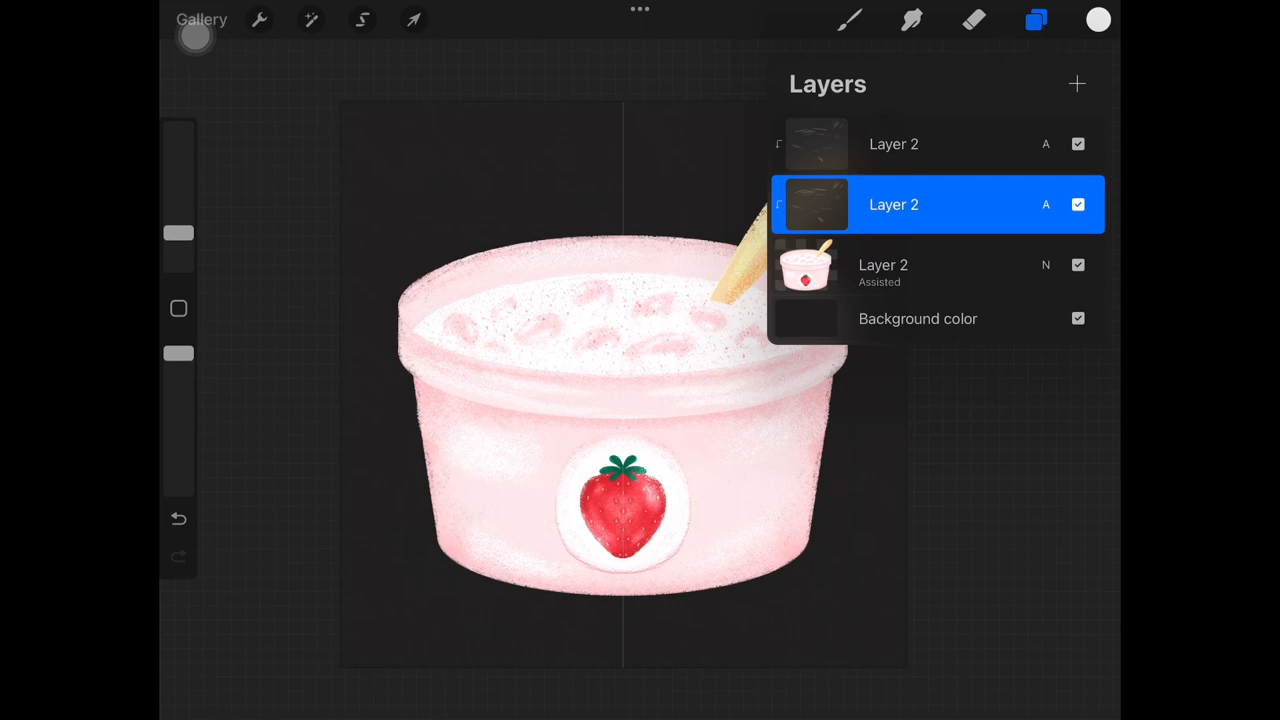 Gallery
Layers
Layer 2 A
Layer 2 A
Layer 2 N
Assisted
Background color